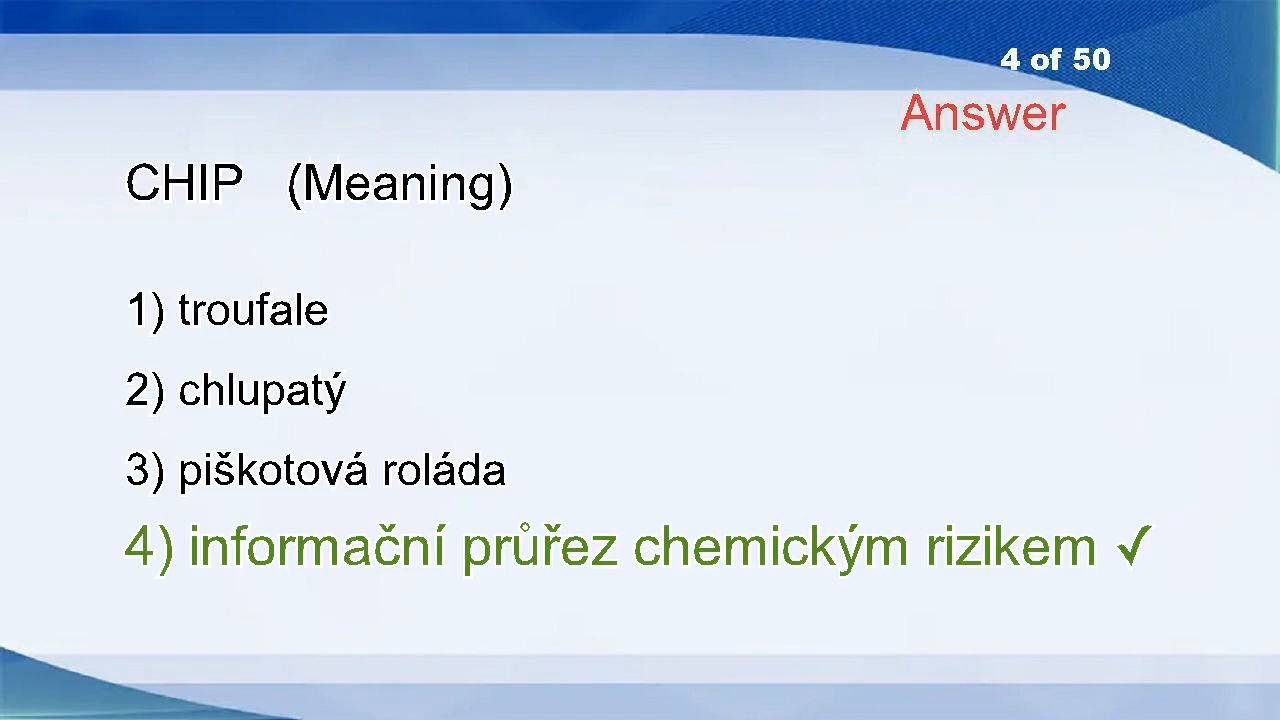 4 of 50
Answer
CHIP (Meaning)
1) troufale
2) chlupatý
3) piškotová roláda
4) informační průřez chemickým rizikem ✓